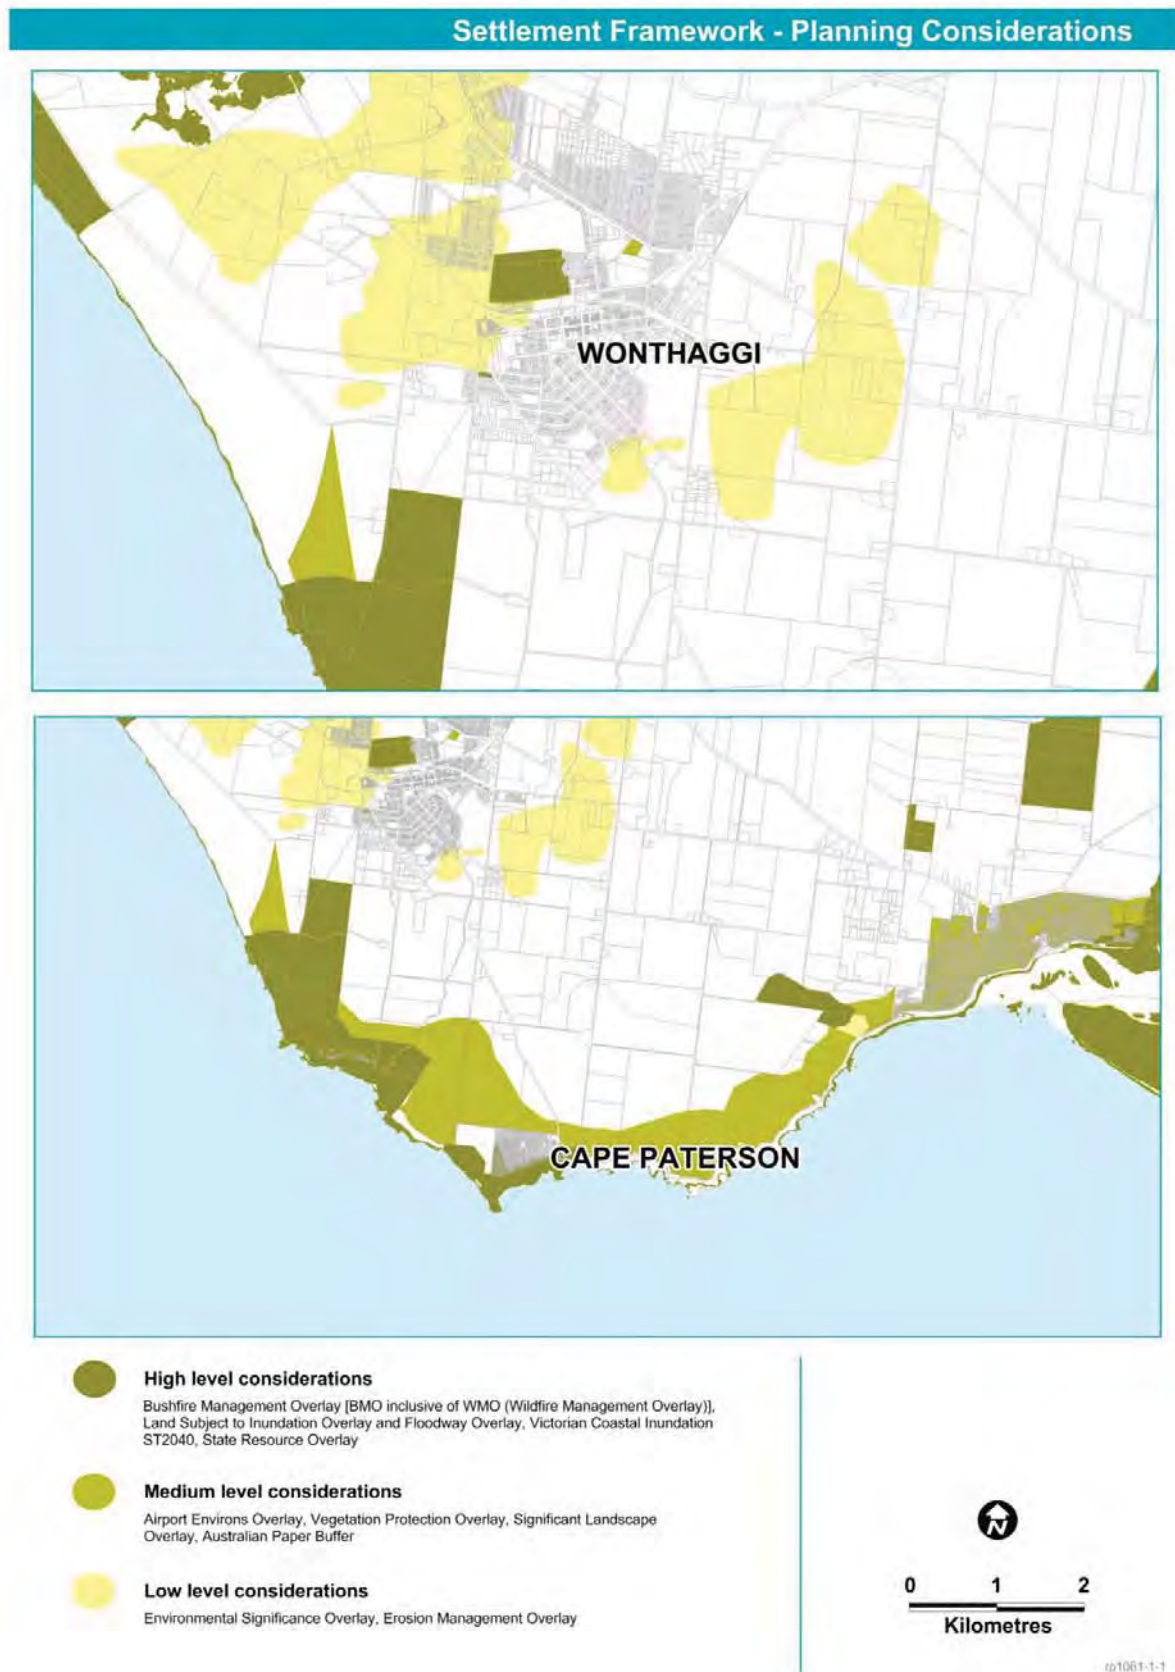 Settlement Framework - Planning Considerations
WONTHAGGI
CAPE PATERSON
High level considerations
Bushfire Management Overlay [BMO inclusive of WMO (Wildfire Management Overlay)],
Land Subject to Inundation Overlay and Floodway Overlay, Victorian Coastal Inundation
ST2040, State Resource Overlay
Medium level considerations
Airport Environs Overlay, Vegetation Protection Overlay, Significant Landscape
Overlay, Australian Paper Buffer
Low level considerations
Environmental Significance Overlay, Erosion Management Overlay
N
0 1 2
Kilometres
rp1061-1-1